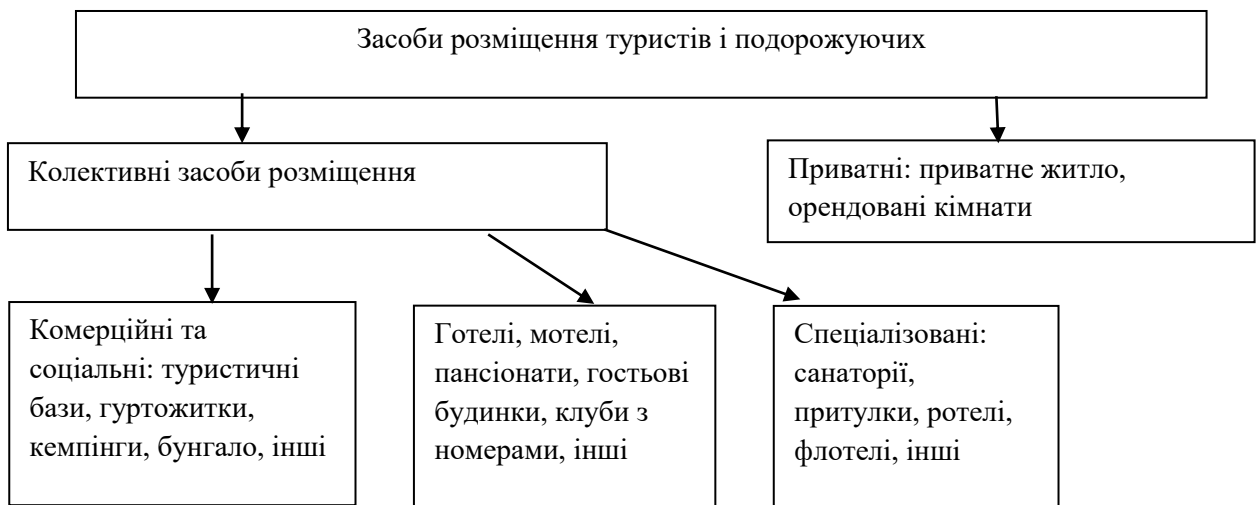 Засоби розміщення туристів і подорожуючих
Колективні засоби розміщення
Приватні: приватне житло,
орендовані кімнати
Комерційні та
соціальні: туристичні
бази, гуртожитки,
кемпінги, бунгало, інші
Готелі, мотелі,
пансіонати, гостьові
будинки, клуби з
номерами, інші
Спеціалізовані:
санаторії,
притулки, ротелі,
флотелі, інші